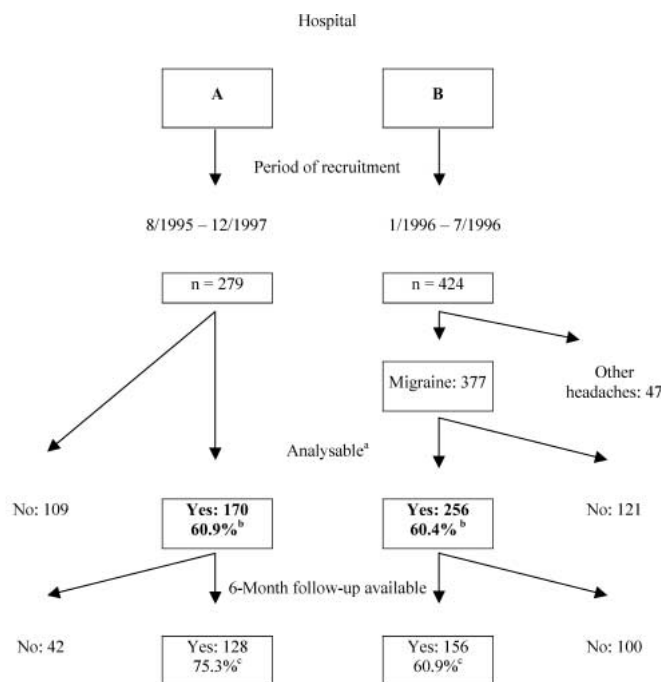 Hospital
A
B
Period of recruitment
8/1995 – 12/1997
1/1996 – 7/1996
n = 279
n = 424
Migraine: 377
Other
headaches: 47
Analysable^a
No: 109
Yes: 170
60.9%^b
Yes: 256
60.4%^b
No: 121
6-Month follow-up available
No: 42
Yes: 128
75.3%^c
Yes: 156
60.9%^c
No: 100